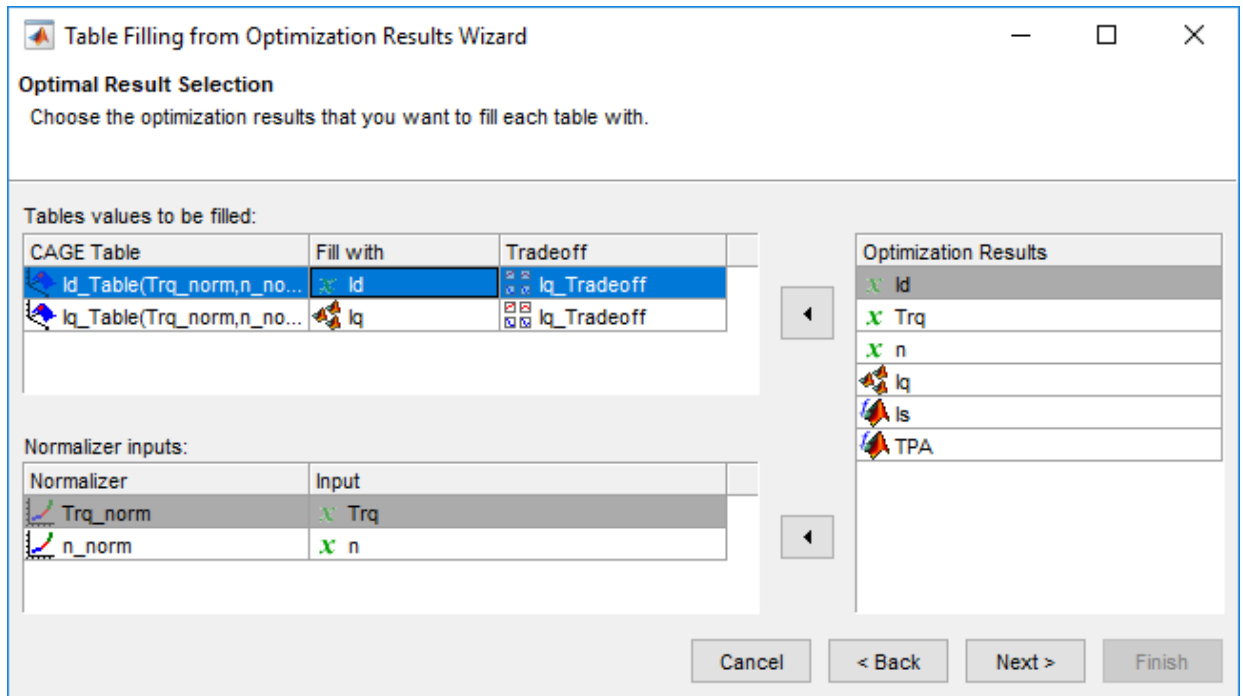 Table Filling from Optimization Results Wizard
Optimal Result Selection
Choose the optimization results that you want to fill each table with.
Tables values to be filled:
CAGE Table Fill with Tradeoff
Id_Table(Trq_norm,n_no... Id Iq_Tradeoff
Iq_Table(Trq_norm,n_no... Iq Iq_Tradeoff
Normalizer inputs:
Normalizer Input
Trq_norm x Trq
n_norm x n
Optimization Results
x Id
x Trq
x n
Iq
Is
TPA
Cancel < Back Next > Finish